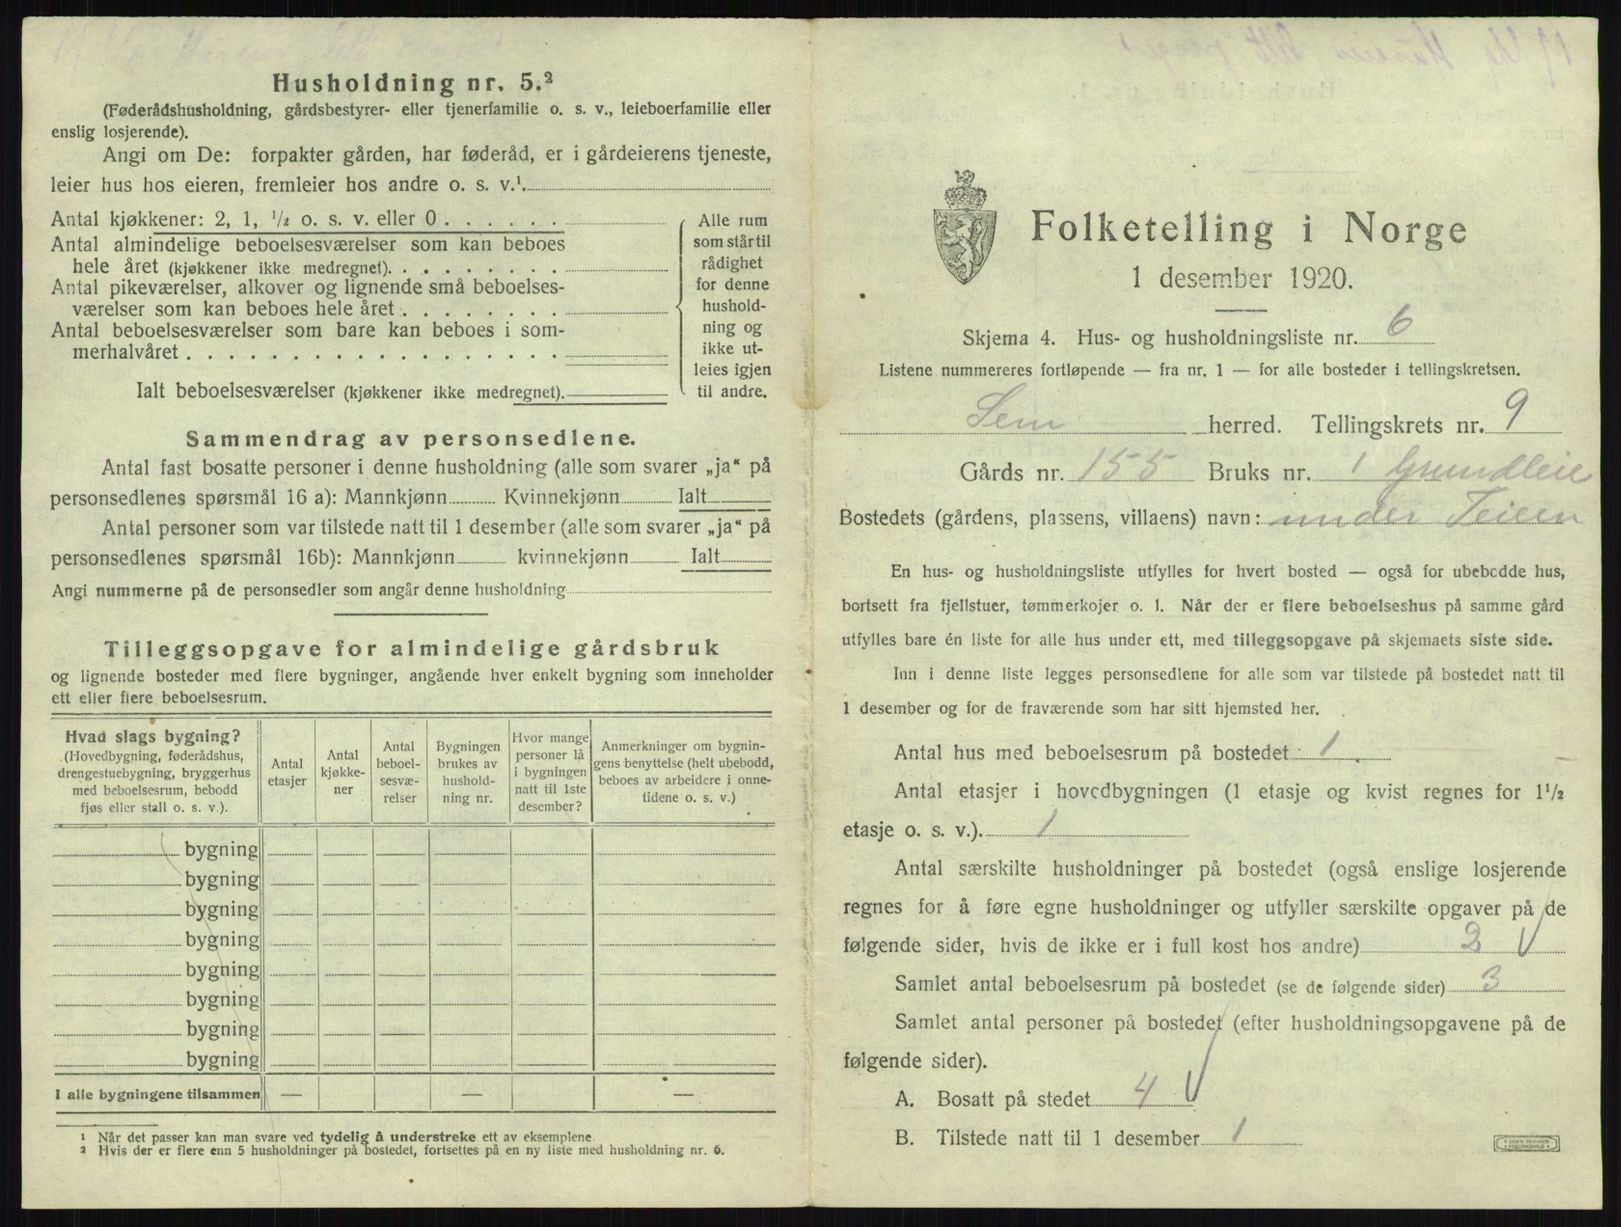 Husholdning nr. 5.²
(Føderådshusholdning, gårdsbestyrer- eller tjenerfamilie o. s. v., leieboerfamilie eller
enslig losjerende).
Angi om De: forpakter gården, har føderåd, er i gårdeierens tjeneste,
leier hus hos eieren, fremleier hos andre o. s. v.¹.
Antal kjøkkener: 2, 1, ½ o. s. v. eller 0 . . . . . .
Antal almindelige beboelsesværelser som kan beboes
hele året (kjøkkener ikke medregnet). . . . . . . . .
Antal pikeværelser, alkover og lignende små beboelses-
værelser som kan beboes hele året . . . . . . . .
Antal beboelsesværelser som bare kan beboes i som-
merhalvåret . . . . . . . . . . . . . . . . . .
Ialt beboelsesværelser (kjøkkener ikke medregnet).
Alle rum
som står til
rådighet
for denne
hushold-
ning og
ikke ut-
leies igjen
til andre.
Sammendrag av personsedlene.
Antal fast bosatte personer i denne husholdning (alle som svarer „ja“ på
personsedlenes spørsmål 16 a): Mannkjønn Kvinnekjønn Ialt
Antal personer som var tilstede natt til 1 desember (alle som svarer „ja“ på
personsedlenes spørsmål 16b): Mannkjønn kvinnekjønn Ialt
Angi nummerne på de personsedler som angår denne husholdning
Tilleggsopgave for almindelige gårdsbruk
og lignende bosteder med flere bygninger, angående hver enkelt bygning som inneholder
ett eller flere beboelsesrum.
Hvad slags bygning?
(Hovedbygning, føderådshus,
drengestuebygning, bryggerhus
med beboelsesrum, bebodd
fjøs eller stall o. s. v.).
Antal
etasjer
Antal
kjøkke-
ner
Antal
beboel-
sesvæ-
relser
Bygningen
brukes av
hushold-
ning nr.
Hvor mange
personer lå
i bygningen
natt til 1ste
desember?
Anmerkninger om bygnin-
gens benyttelse (helt ubebodd,
beboes av arbeidere i onne-
tidene o. s. v.)
bygning
bygning
bygning
bygning
bygning
bygning
bygning
bygning
I alle bygningene tilsammen — — —
¹ Når det passer kan man svare ved tydelig å understreke ett av eksemplene.
² Hvis der er flere enn 5 husholdninger på bostedet, fortsettes på en ny liste med husholdning nr. 6.
Folketelling i Norge
1 desember 1920.
Skjema 4. Hus- og husholdningsliste nr. 6
Listene nummereres fortløpende — fra nr. 1 — for alle bosteder i tellingskretsen.
Sem herred. Tellingskrets nr. 9
Gårds nr. 155 Bruks nr. 1 Grundleie
Bostedets (gårdens, plassens, villaens) navn: under Teieen
En hus- og husholdningsliste utfylles for hvert bosted — også for ubebodde hus,
bortsett fra fjellstuer, tømmerkojer o. l. Når der er flere beboelseshus på samme gård
utfylles bare én liste for alle hus under ett, med tilleggsopgave på skjemaets siste side.
Inn i denne liste legges personsedlene for alle som var tilstede på bostedet natt til
1 desember og for de fraværende som har sitt hjemsted her.
Antal hus med beboelsesrum på bostedet 1
Antal etasjer i hovedbygningen (1 etasje og kvist regnes for 1½
etasje o. s. v.). 1
Antal særskilte husholdninger på bostedet (også enslige losjerende
regnes for å føre egne husholdninger og utfyller særskilte opgaver på de
følgende sider, hvis de ikke er i full kost hos andre) 2
Samlet antal beboelsesrum på bostedet (se de følgende sider) 3
Samlet antal personer på bostedet (efter husholdningsopgavene på de
følgende sider).
A. Bosatt på stedet 4
B. Tilstede natt til 1 desember 1